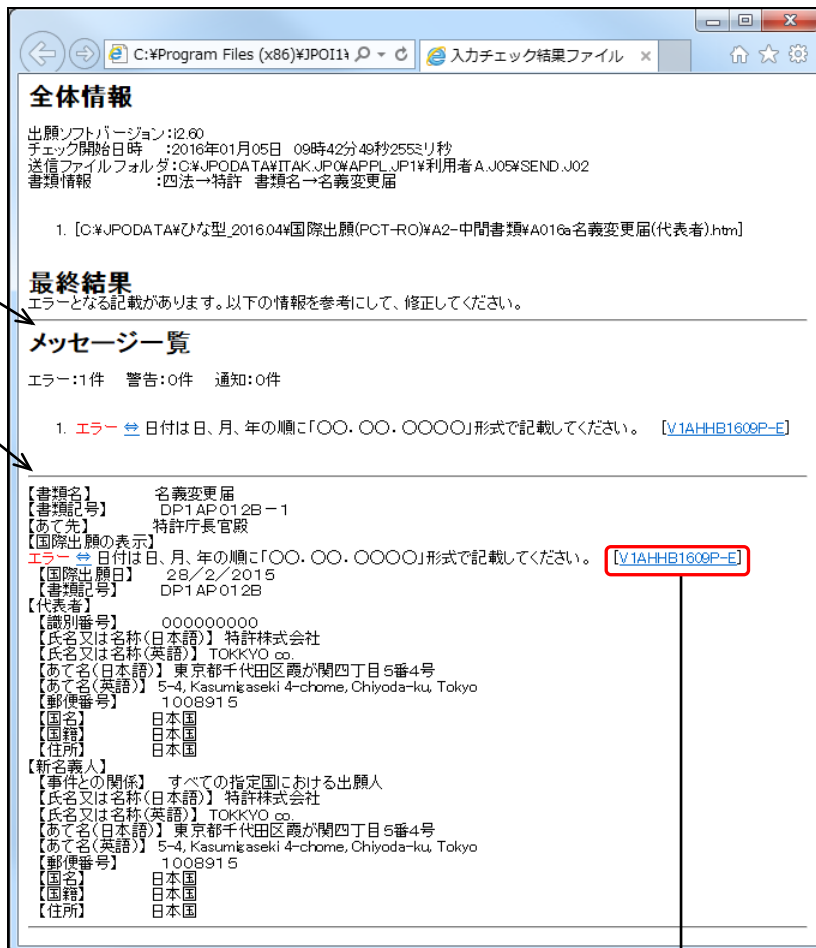 C:¥Program Files (x86)¥JPOI1¥
入力チェック結果ファイル
全体情報
出願ソフトバージョン:i2.60
チェック開始日時 :2016年01月05日 09時42分49秒255ミリ秒
送信ファイルフォルダ:C:¥JPODATA¥ITAK.JP0¥APPL.JP1¥利用者A.J05¥SEND.J02
書類情報 :四法→特許 書類名→名義変更届
1. [C:¥JPODATA¥ひな型_201604¥国際出願(PCT-RO)¥A2-中間書類¥A016a名義変更届(代表者).htm]
最終結果
エラーとなる記載があります。以下の情報を参考にして、修正してください。
メッセージ一覧
エラー:1件 警告:0件 通知:0件
1. エラー ⇔ 日付は日、月、年の順に「〇〇.〇〇.〇〇〇〇」形式で記載してください。 [V1AHHB1609P-E]
【書類名】 名義変更届
【書類記号】 DP1AP012B-1
【あて先】 特許庁長官殿
【国際出願の表示】
エラー ⇔ 日付は日、月、年の順に「〇〇.〇〇.〇〇〇〇」形式で記載してください。 [V1AHHB1609P-E]
【国際出願日】 28/2/2015
【書類記号】 DP1AP012B
【代表者】
【識別番号】 000000000
【氏名又は名称(日本語)】 特許株式会社
【氏名又は名称(英語)】 TOKKYO co.
【あて名(日本語)】 東京都千代田区霞が関四丁目5番4号
【あて名(英語)】 5-4, Kasumigaseki 4-chome, Chiyoda-ku, Tokyo
【郵便番号】 1008915
【国名】 日本国
【国籍】 日本国
【住所】 日本国
【新名義人】
【事件との関係】 すべての指定国における出願人
【氏名又は名称(日本語)】 特許株式会社
【氏名又は名称(英語)】 TOKKYO co.
【あて名(日本語)】 東京都千代田区霞が関四丁目5番4号
【あて名(英語)】 5-4, Kasumigaseki 4-chome, Chiyoda-ku, Tokyo
【郵便番号】 1008915
【国名】 日本国
【国籍】 日本国
【住所】 日本国